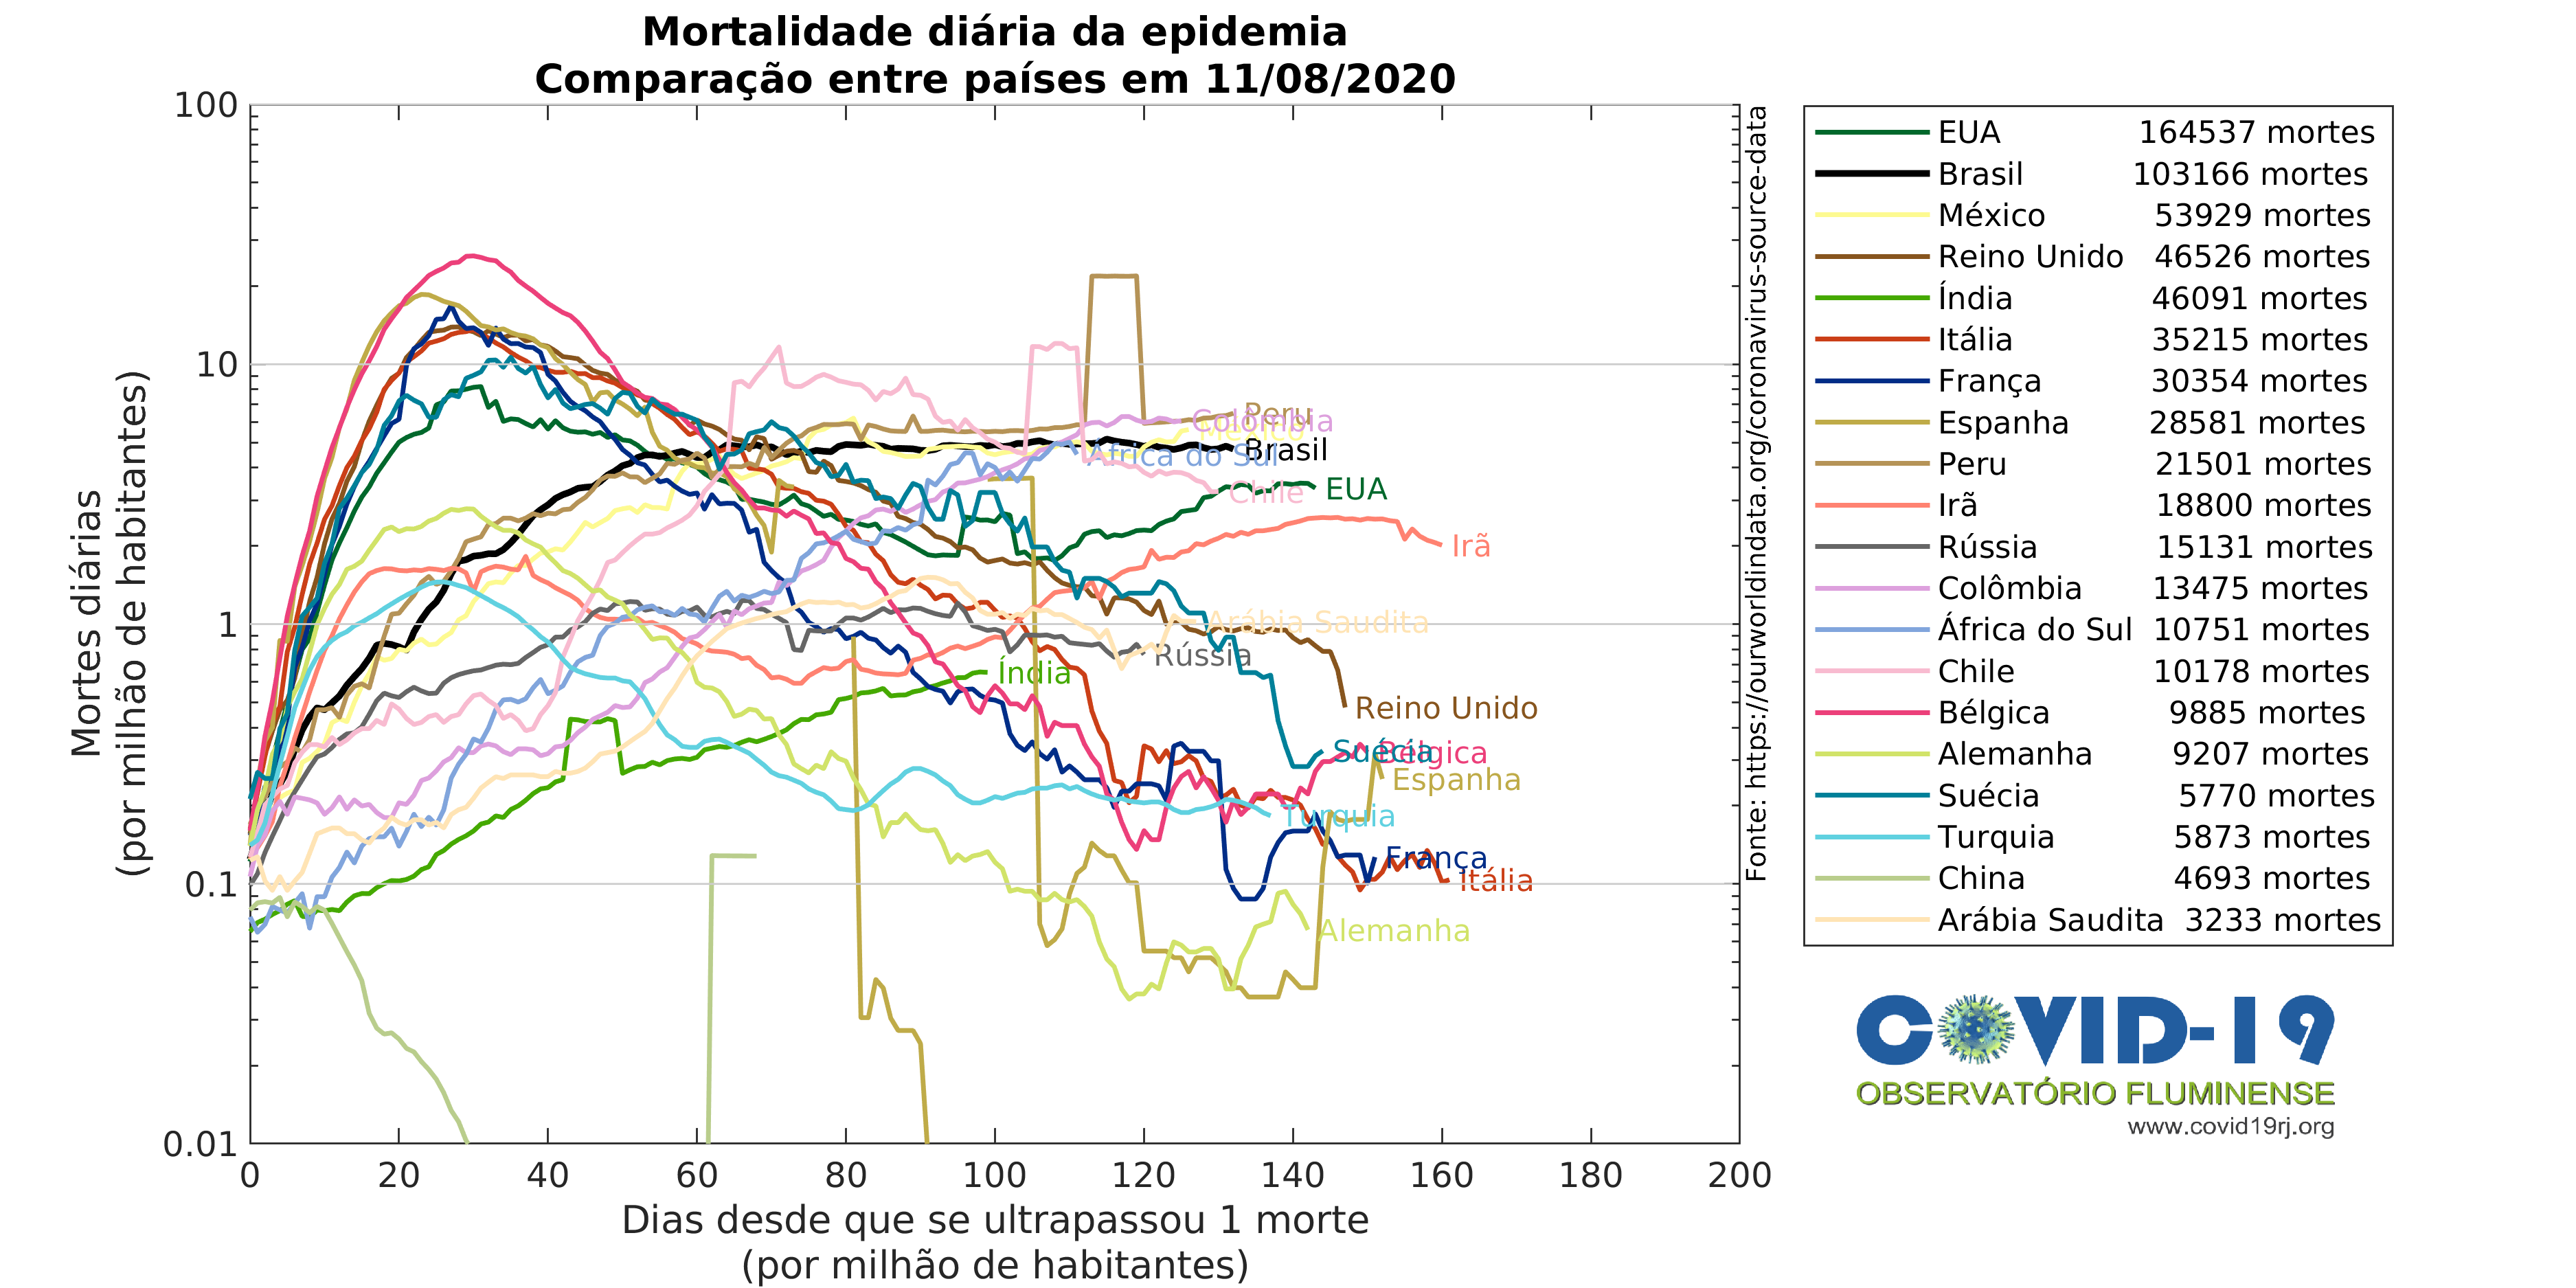 Mortalidade diária da epidemia
Comparação entre países em 11/08/2020
Mortes diárias
(por milhão de habitantes)
100
10
1
0.1
0.01
0
20
40
60
80
100
120
140
160
180
200
Dias desde que se ultrapassou 1 morte
(por milhão de habitantes)
Peru
Colômbia
México
Brasil
África do Sul
Chile
EUA
Irã
Arábia Saudita
Rússia
Índia
Reino Unido
Suécia
Bélgica
Espanha
Turquia
França
Itália
Alemanha
Fonte: https://ourworldindata.org/coronavirus-source-data
EUA 164537 mortes
Brasil 103166 mortes
México 53929 mortes
Reino Unido 46526 mortes
Índia 46091 mortes
Itália 35215 mortes
França 30354 mortes
Espanha 28581 mortes
Peru 21501 mortes
Irã 18800 mortes
Rússia 15131 mortes
Colômbia 13475 mortes
África do Sul 10751 mortes
Chile 10178 mortes
Bélgica 9885 mortes
Alemanha 9207 mortes
Suécia 5770 mortes
Turquia 5873 mortes
China 4693 mortes
Arábia Saudita 3233 mortes
COVID-19
OBSERVATÓRIO FLUMINENSE
www.covid19rj.org